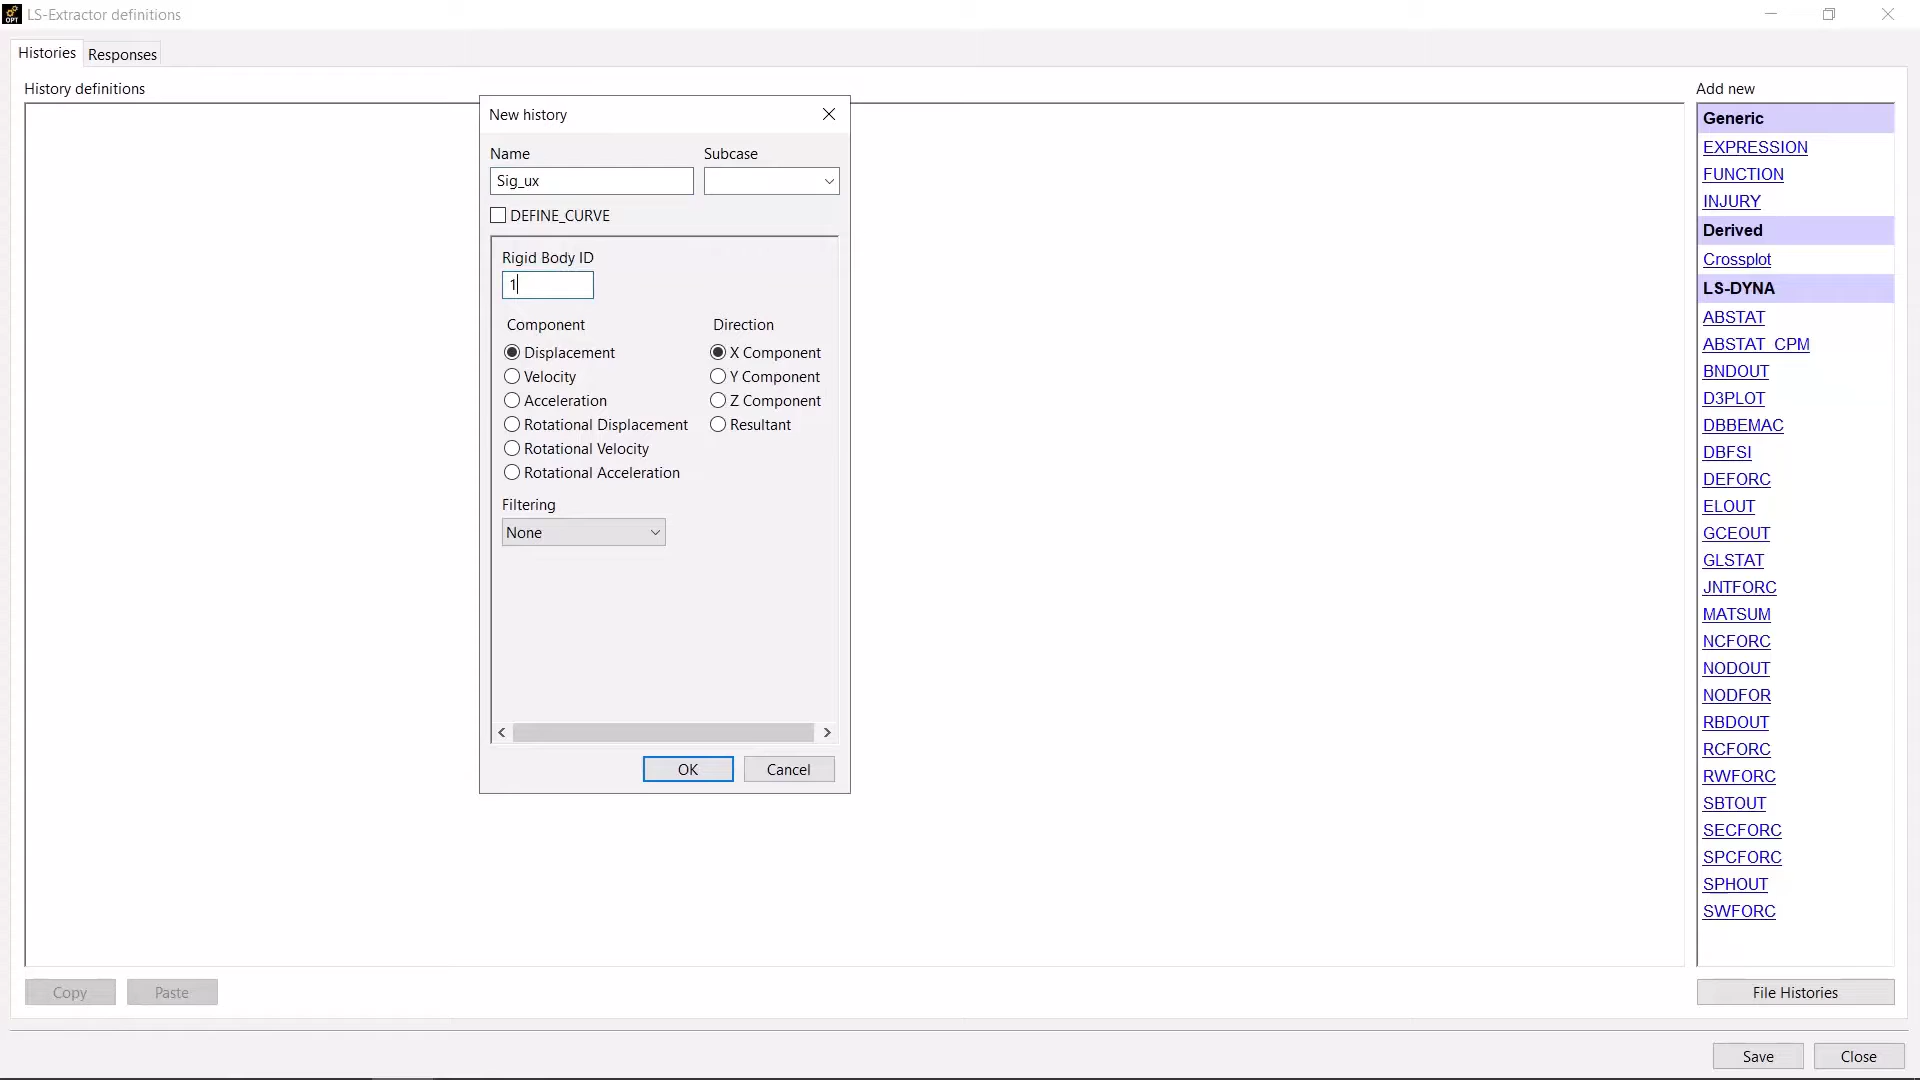 OPT LS-Extractor definitions
Histories Responses
History definitions
Add new
New history
Name Subcase
Sig_ux
DEFINE_CURVE
Rigid Body ID
1
Component Direction
Displacement X Component
Velocity Y Component
Acceleration Z Component
Rotational Displacement Resultant
Rotational Velocity
Rotational Acceleration
Filtering
None
OK Cancel
Generic
EXPRESSION
FUNCTION
INJURY
Derived
Crossplot
LS-DYNA
ABSTAT
ABSTAT_CPM
BNDOUT
D3PLOT
DBBEMAC
DBFSI
DEFORC
ELOUT
GCEOUT
GLSTAT
JNTFORC
MATSUM
NCFORC
NODOUT
NODFOR
RBDOUT
RCFORC
RWFORC
SBTOUT
SECFORC
SPCFORC
SPHOUT
SWFORC
Copy Paste File Histories
Save Close